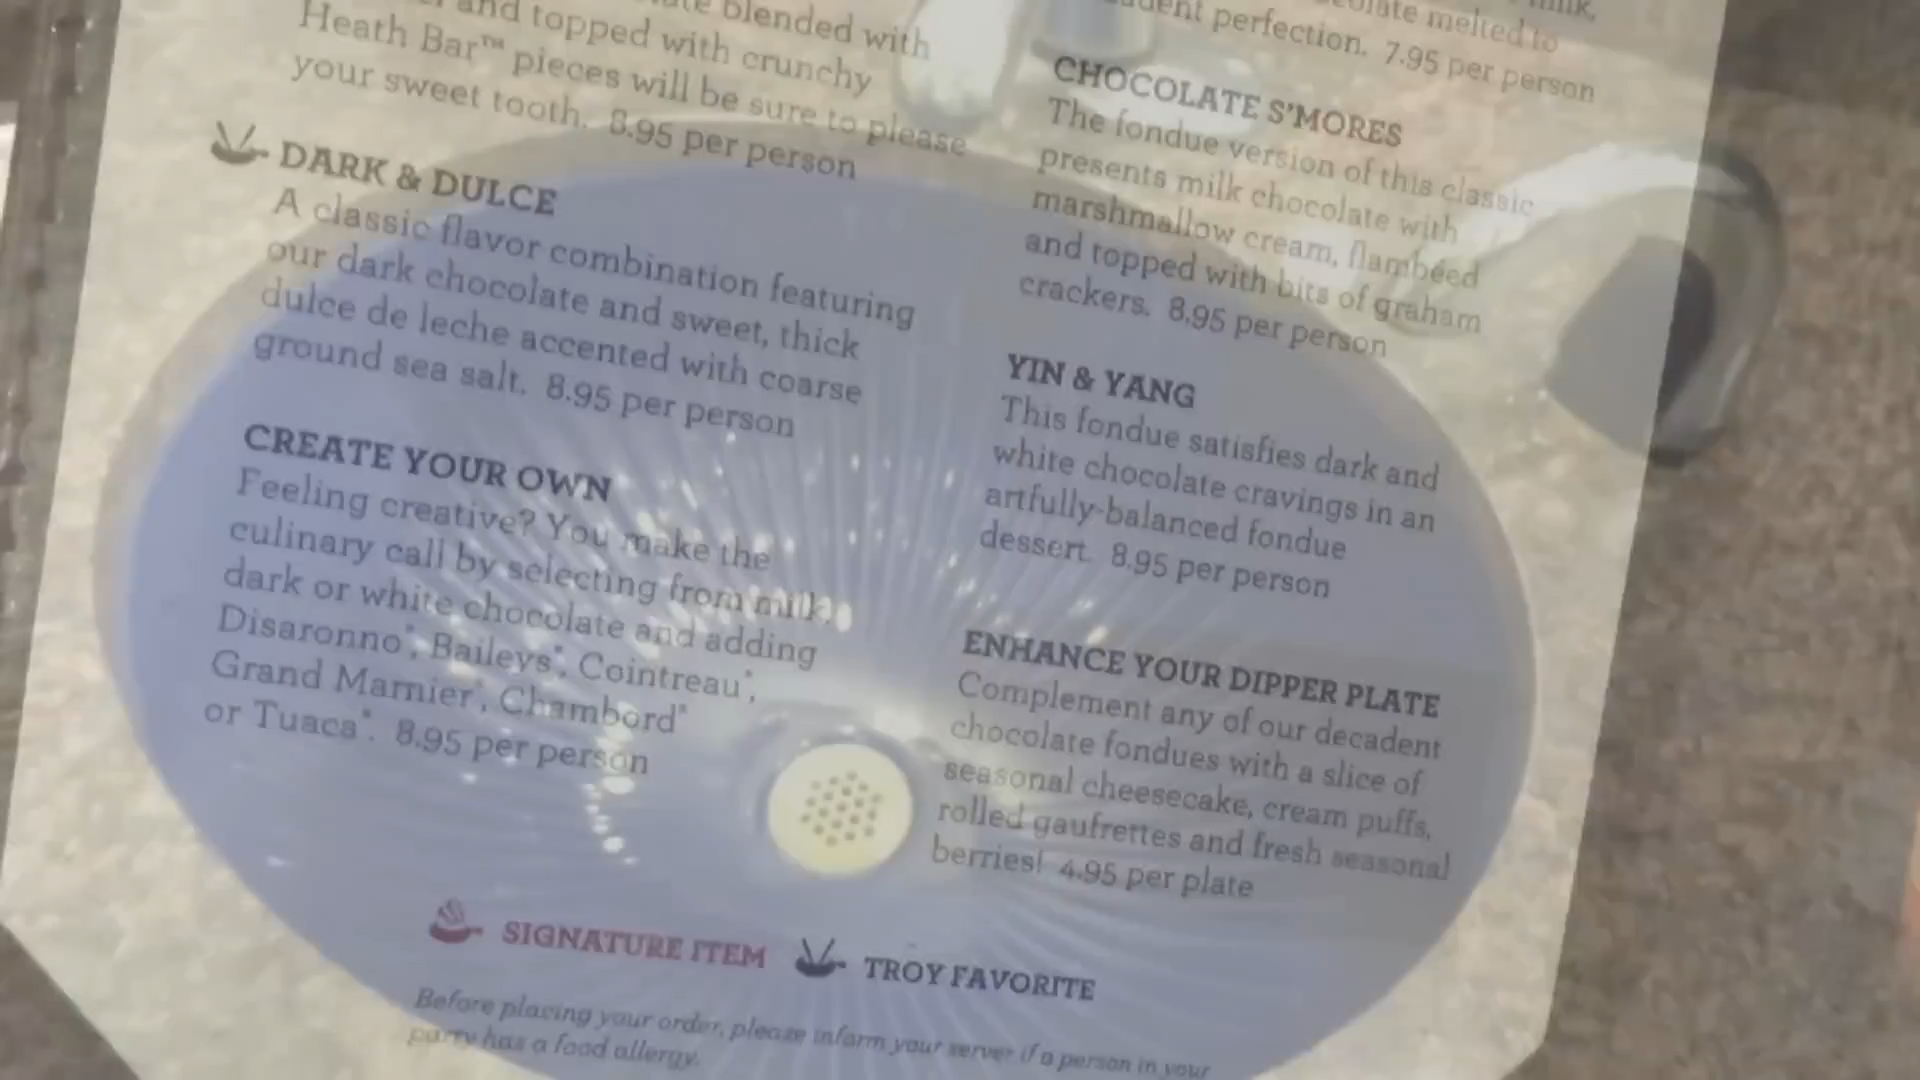 blended with
and topped with crunchy
Heath Bar™ pieces will be sure to please
your sweet tooth. 8.95 per person
DARK & DULCE
A classic flavor combination featuring
our dark chocolate and sweet, thick
dulce de leche accented with coarse
ground sea salt. 8.95 per person
CREATE YOUR OWN
Feeling creative? You make the
culinary call by selecting from milk,
dark or white chocolate and adding
Disaronno®, Baileys®, Cointreau®,
Grand Marnier®, Chambord®
or Tuaca®. 8.95 per person
milk,
melted to
perfection. 7.95 per person
CHOCOLATE S'MORES
The fondue version of this classic
presents milk chocolate with
marshmallow cream, flambéed
and topped with bits of graham
crackers. 8.95 per person
YIN & YANG
This fondue satisfies dark and
white chocolate cravings in an
artfully-balanced fondue
dessert. 8.95 per person
ENHANCE YOUR DIPPER PLATE
Complement any of our decadent
chocolate fondues with a slice of
seasonal cheesecake, cream puffs,
rolled gaufrettes and fresh seasonal
berries! 4.95 per plate
SIGNATURE ITEM TROY FAVORITE
Before placing your order, please inform your server if a person in your
party has a food allergy.